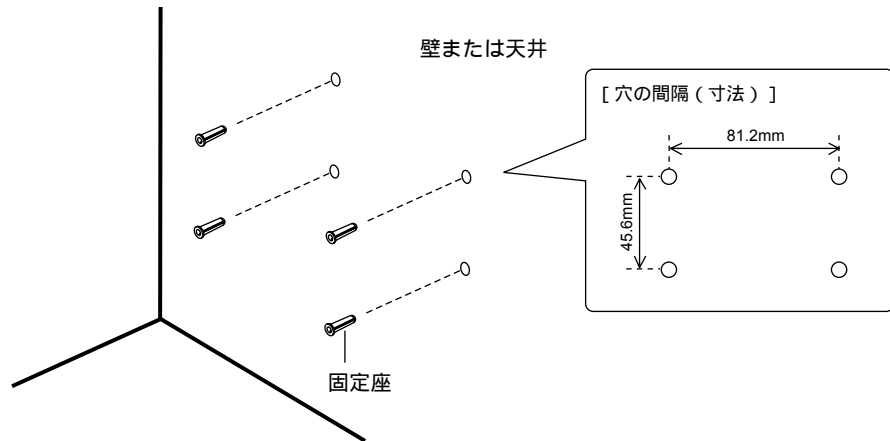 壁または天井
[ 穴の間隔（寸法）]
81.2mm
45.6mm
固定座